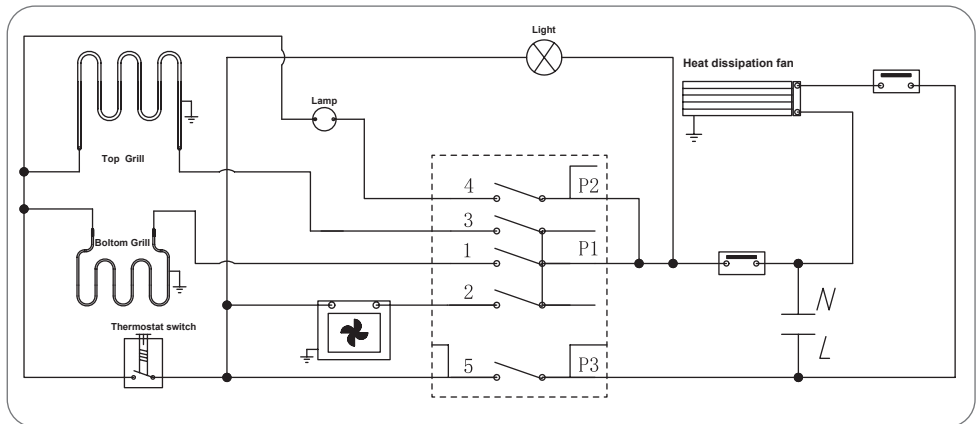 Light
Heat dissipation fan
Lamp
Top Grill
4
P2
3
P1
Boltom Grill
1
2
N
Thermostat switch
L
5
P3